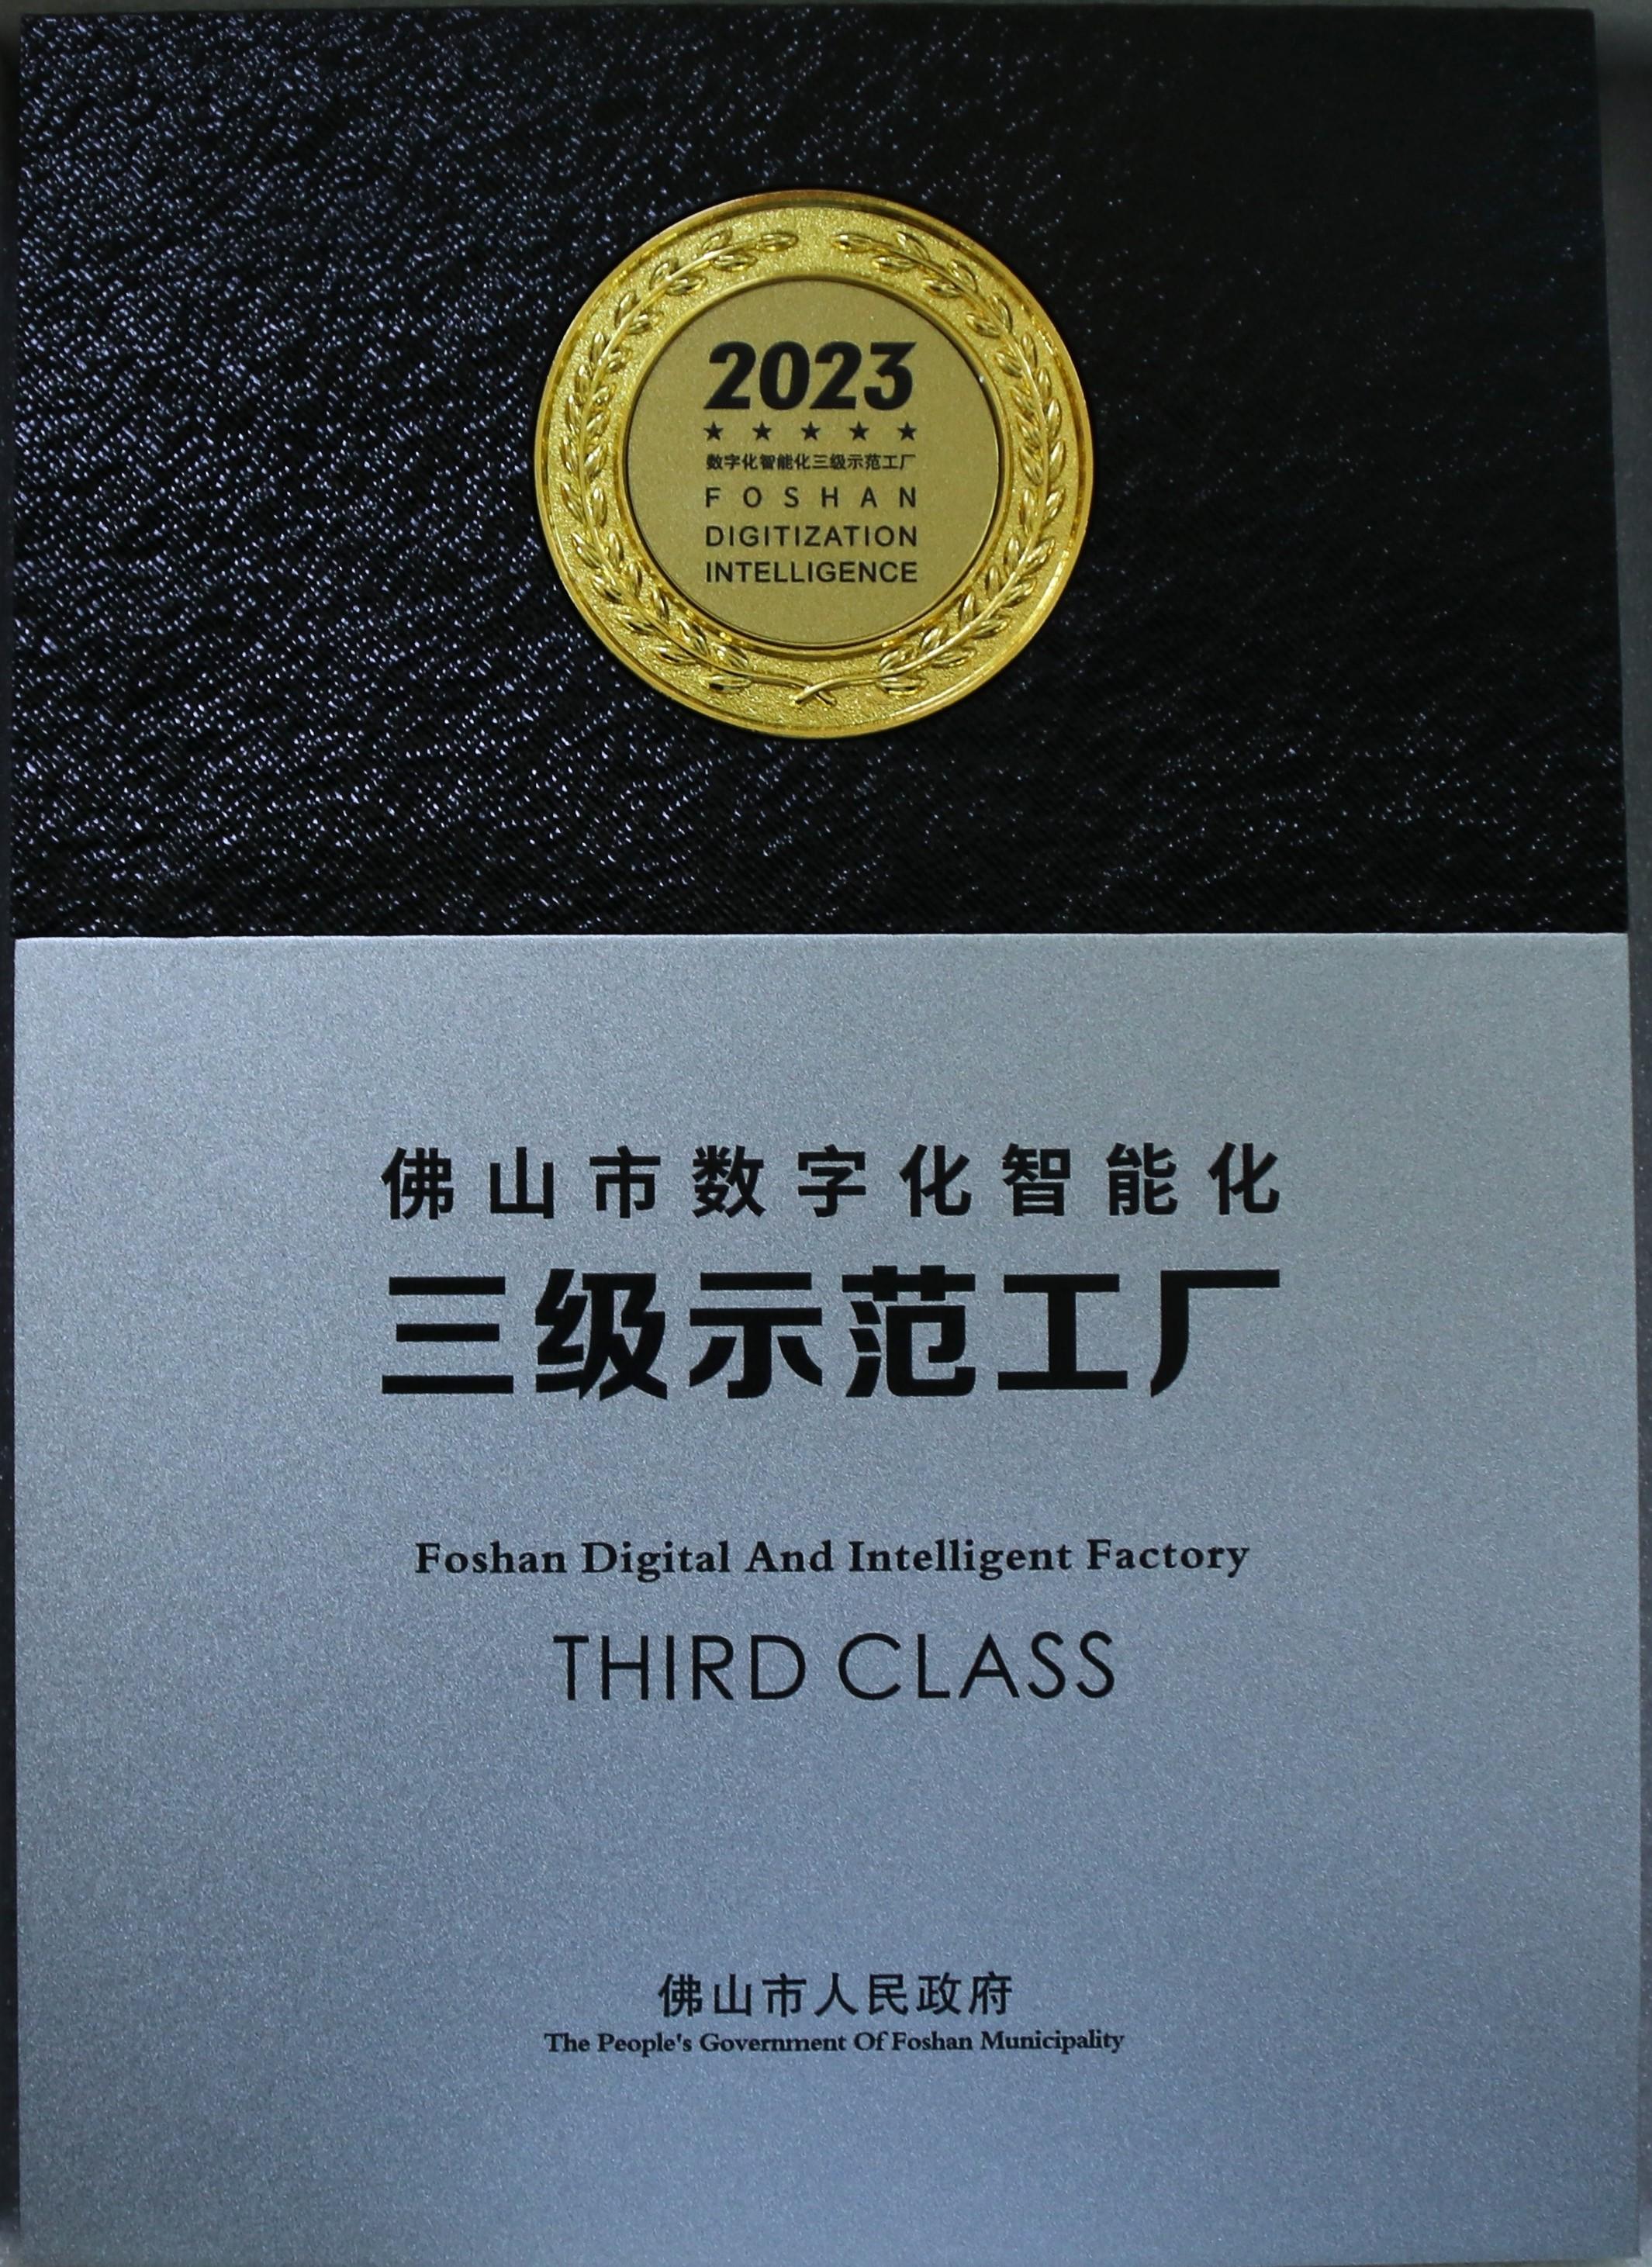 2023
★ ★ ★ ★ ★
数字化智能化三级示范工厂
FOSHAN
DIGITIZATION
INTELLIGENCE
佛山市数字化智能化
三级示范工厂
Foshan Digital And Intelligent Factory
THIRD CLASS
佛山市人民政府
The People's Government Of Foshan Municipality